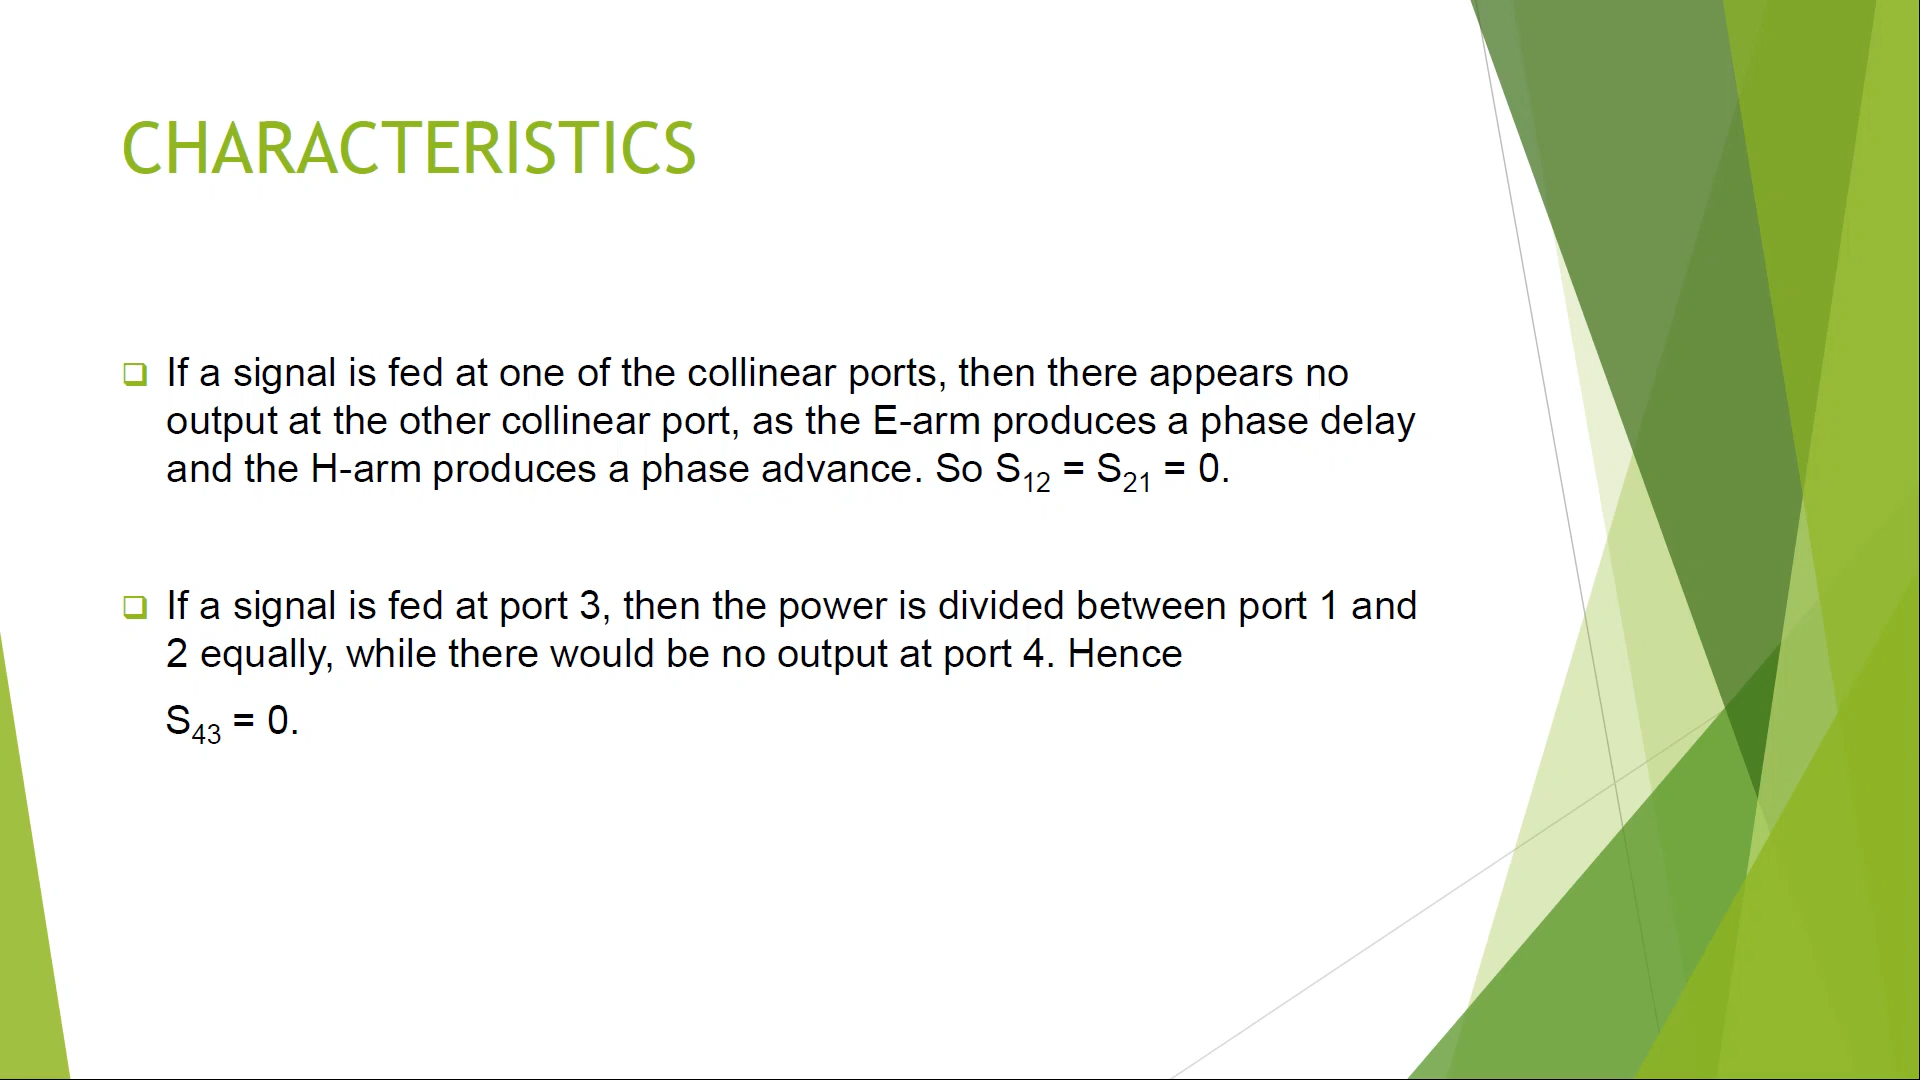 CHARACTERISTICS
If a signal is fed at one of the collinear ports, then there appears no
output at the other collinear port, as the E-arm produces a phase delay
and the H-arm produces a phase advance. So S₁₂ = S₂₁ = 0.
If a signal is fed at port 3, then the power is divided between port 1 and
2 equally, while there would be no output at port 4. Hence
S₄₃ = 0.